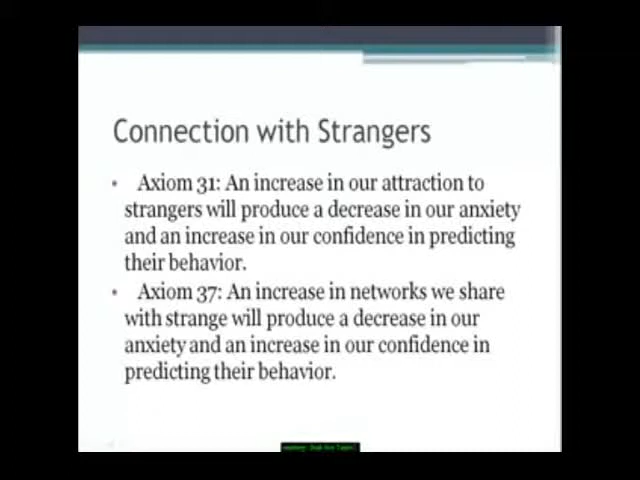 Connection with Strangers
• Axiom 31: An increase in our attraction to
strangers will produce a decrease in our anxiety
and an increase in our confidence in predicting
their behavior.
• Axiom 37: An increase in networks we share
with strange will produce a decrease in our
anxiety and an increase in our confidence in
predicting their behavior.